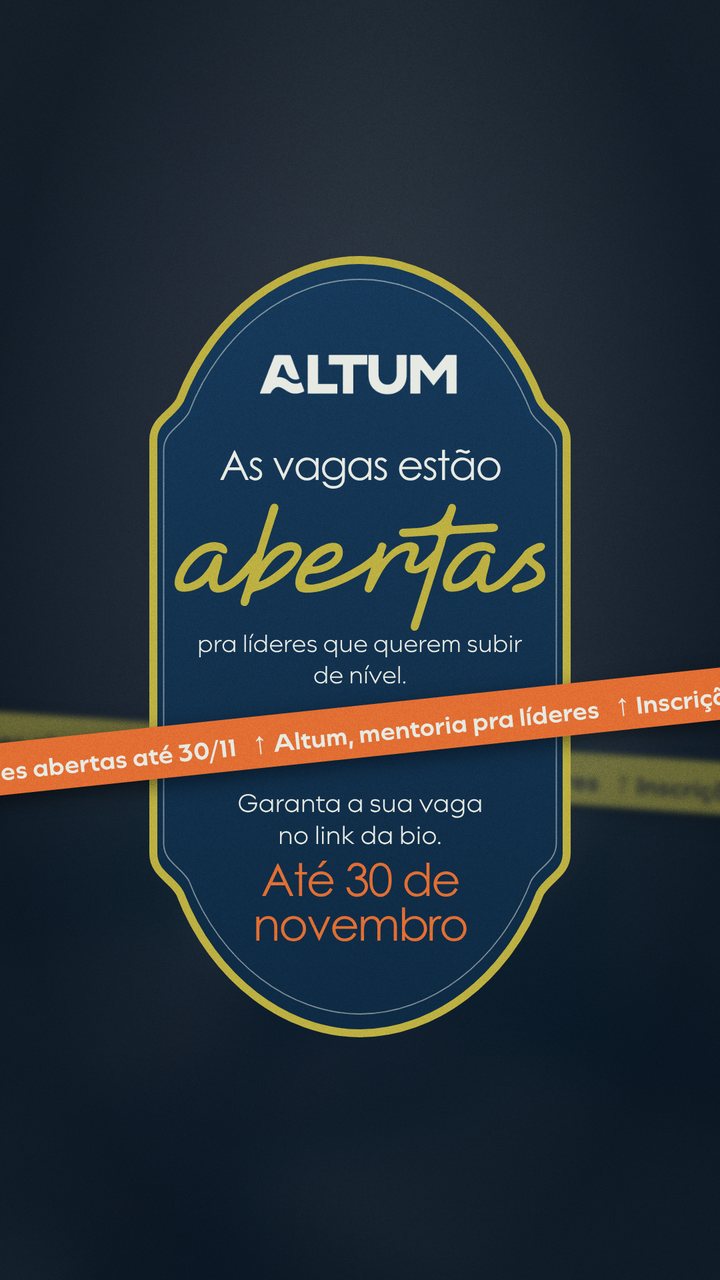 ALTUM
As vagas estão
abertas
pra líderes que querem subir
de nível.
es abertas até 30/11 ↑ Altum, mentoria pra líderes ↑ Inscriçõ
Garanta a sua vaga
no link da bio.
Até 30 de
novembro